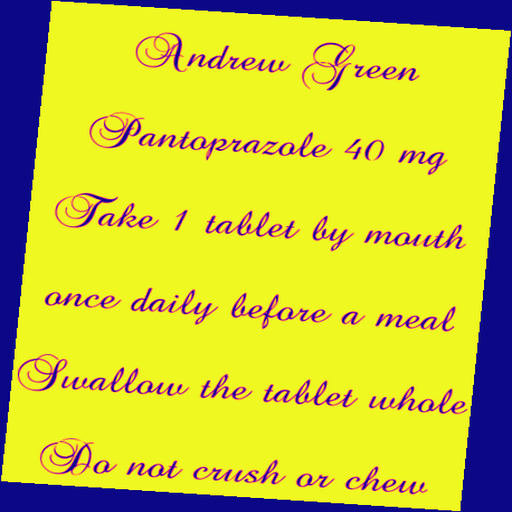 Andrew Green
Pantoprazole 40 mg
Take 1 tablet by mouth
once daily before a meal
Swallow the tablet whole
Do not crush or chew